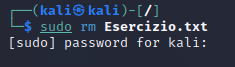 ┌──(kali㉿kali)-[/]
└─$ sudo rm Esercizio.txt
[sudo] password for kali: